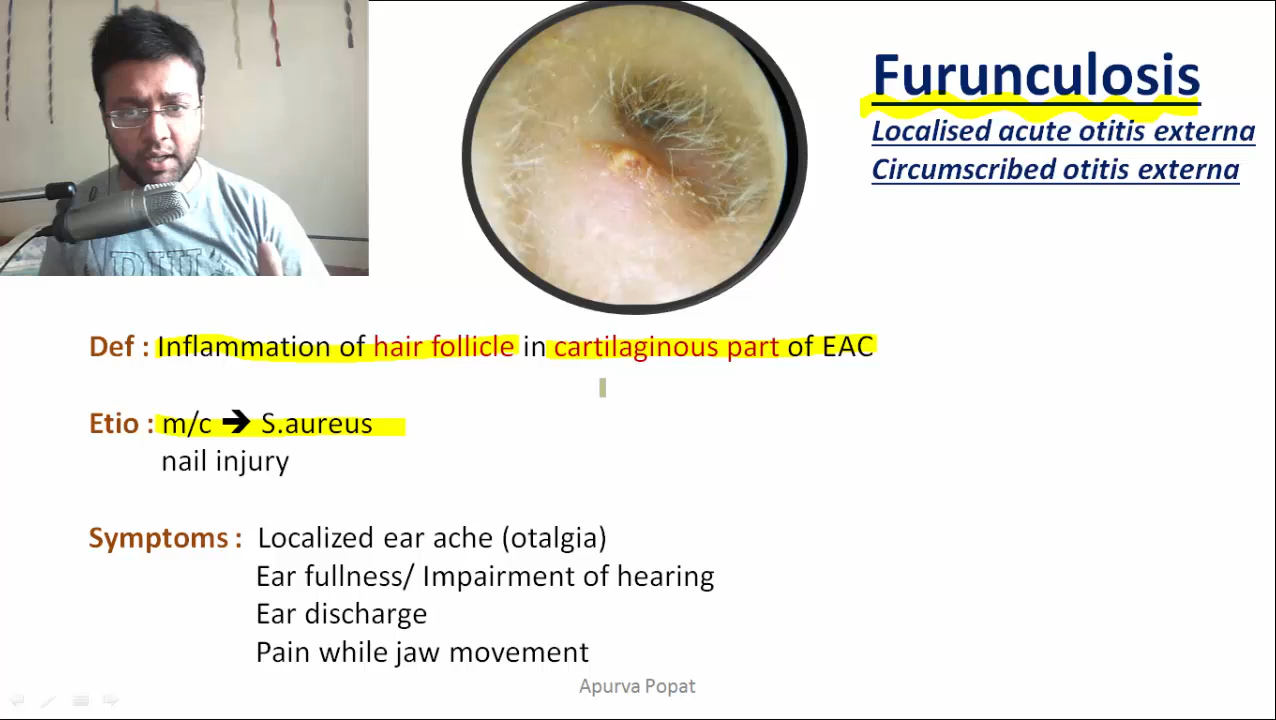 Furunculosis
Localised acute otitis externa
Circumscribed otitis externa
Def : Inflammation of hair follicle in cartilaginous part of EAC
Etio : m/c ➔ S.aureus
nail injury
Symptoms : Localized ear ache (otalgia)
Ear fullness/ Impairment of hearing
Ear discharge
Pain while jaw movement
Apurva Popat